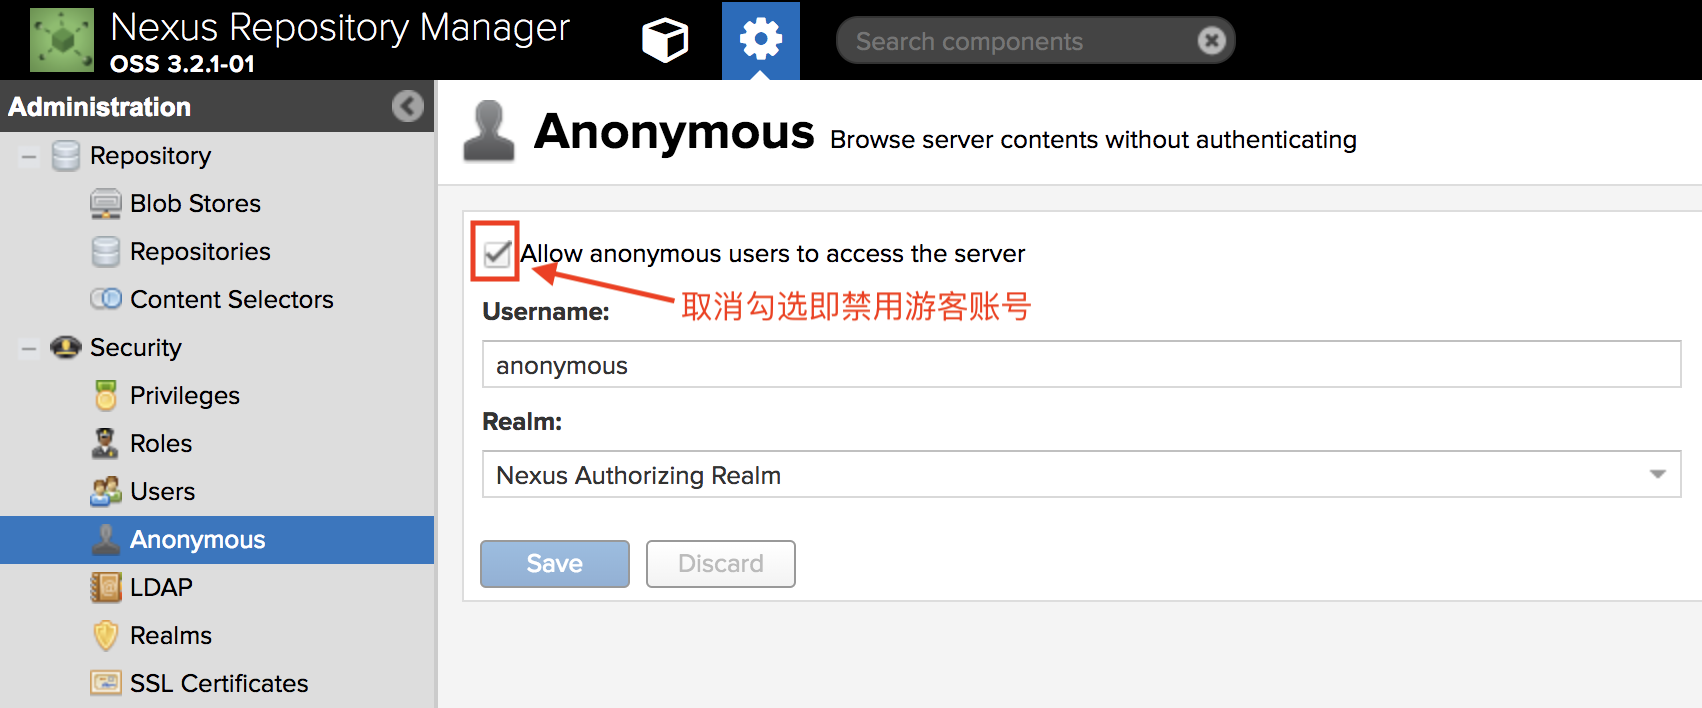 Nexus Repository Manager
OSS 3.2.1-01
Search components
Administration
Repository
Blob Stores
Repositories
Content Selectors
Security
Privileges
Roles
Users
Anonymous
LDAP
Realms
SSL Certificates
Anonymous Browse server contents without authenticating
Allow anonymous users to access the server
取消勾选即禁用游客账号
Username:
anonymous
Realm:
Nexus Authorizing Realm
Save Discard